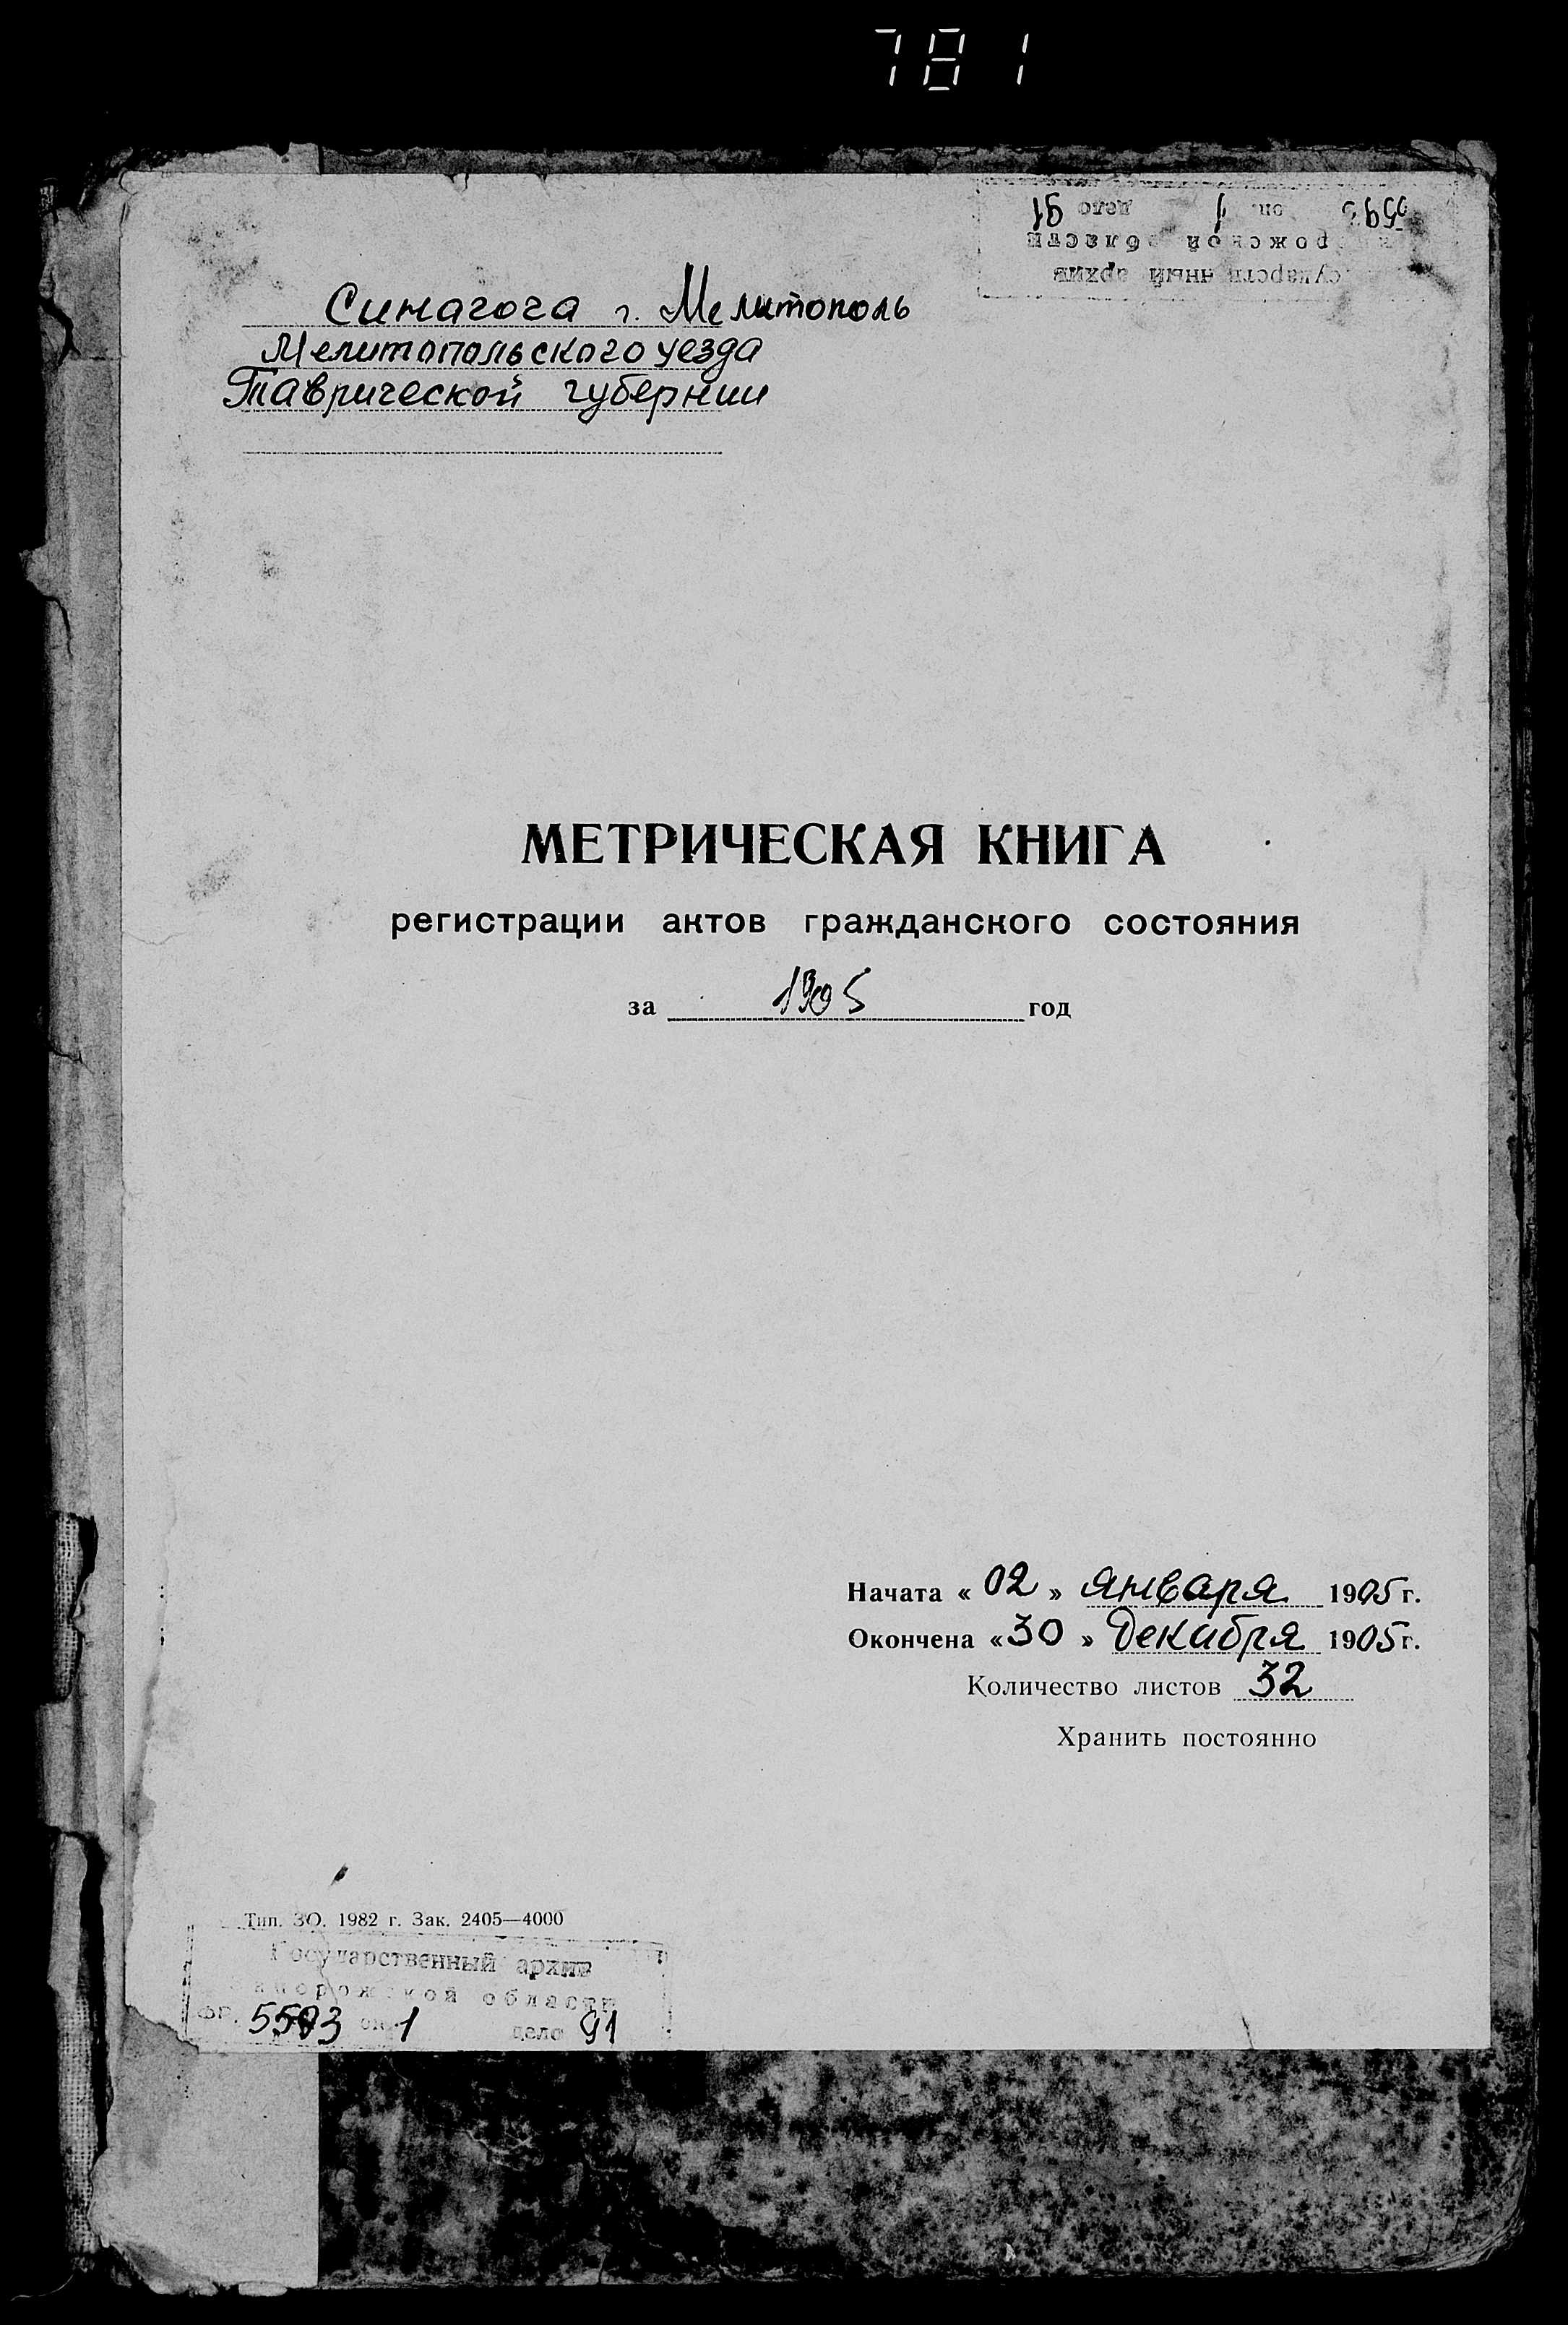 781
Синагога г. Мелитополь
Мелитопольского уезда
Таврической губернии
МЕТРИЧЕСКАЯ КНИГА
регистрации актов гражданского состояния
за 1905 год
Начата « 02 » января 1905 г.
Окончена « 30 » декабря 1905 г.
Количество листов 32
Хранить постоянно
Тип. ЗО. 1982 г. Зак. 2405—4000
Государственный архив
Запорожской области
5593 оп. 1 дело 91